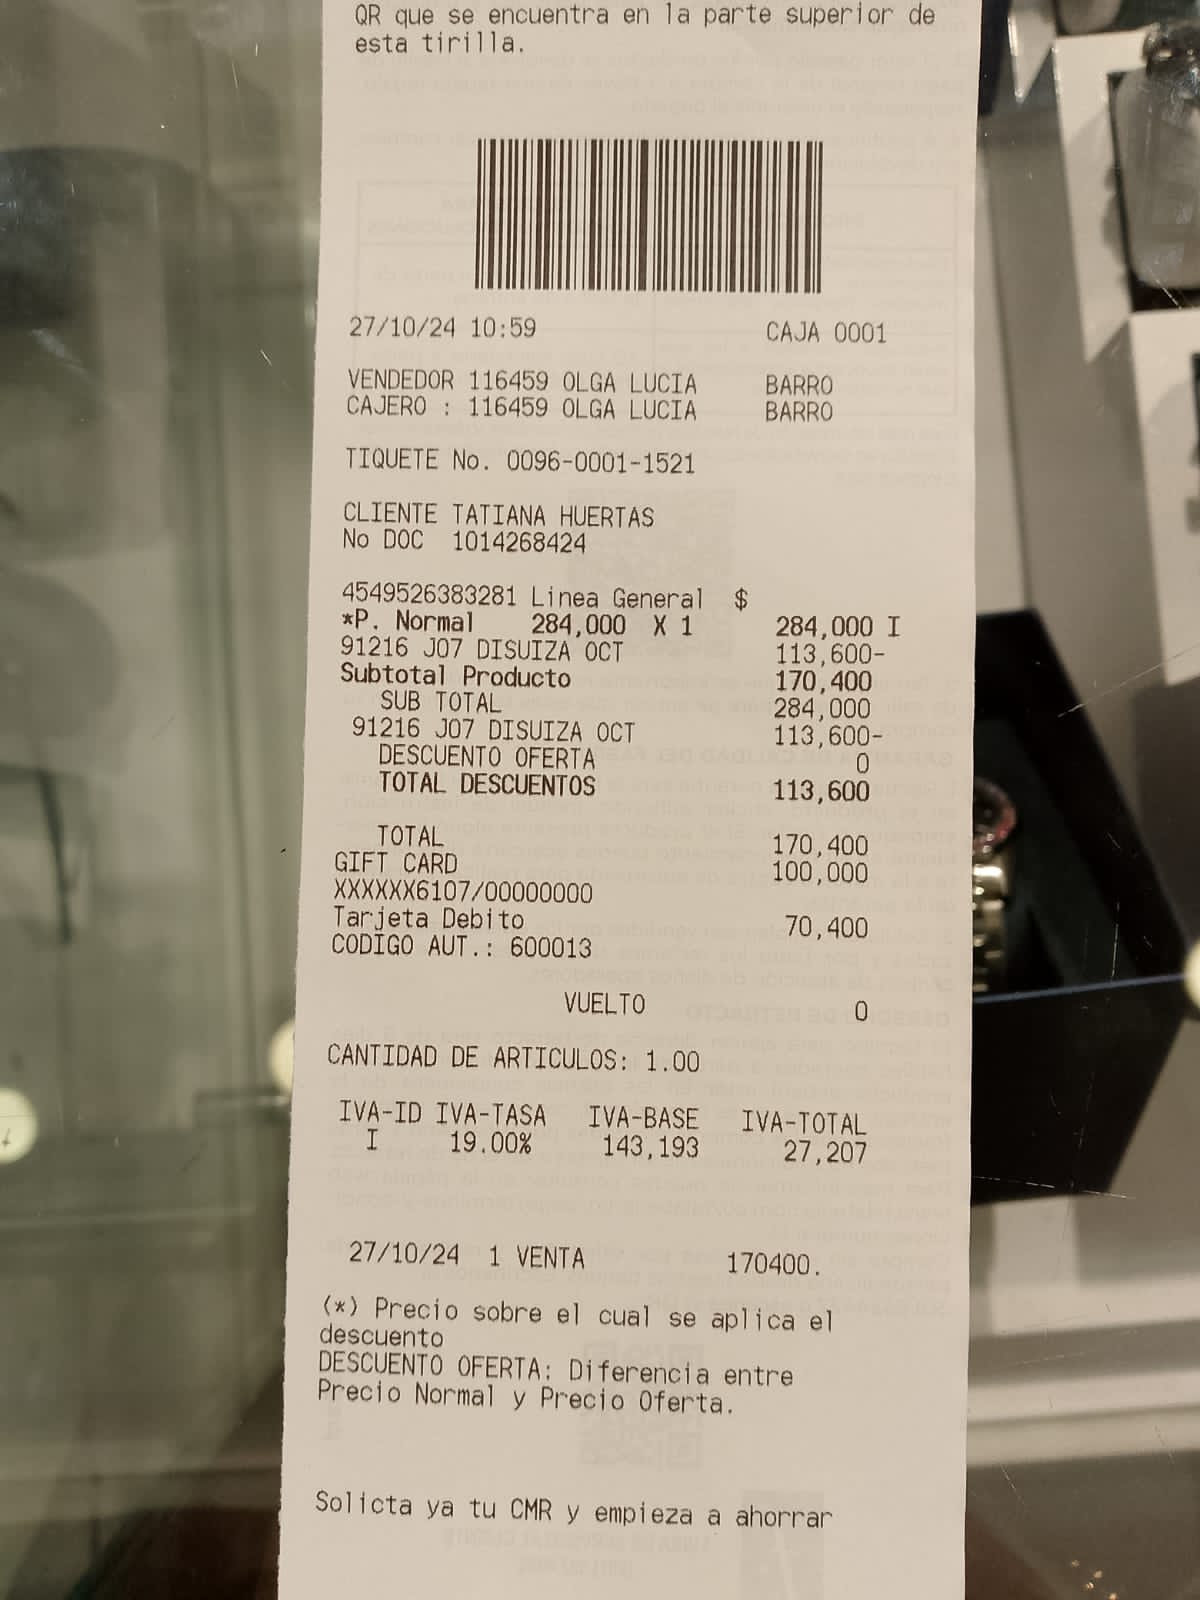 QR que se encuentra en la parte superior de
esta tirilla.
27/10/24 10:59 CAJA 0001
VENDEDOR 116459 OLGA LUCIA BARRO
CAJERO : 116459 OLGA LUCIA BARRO
TIQUETE No. 0096-0001-1521
CLIENTE TATIANA HUERTAS
No DOC 1014268424
4549526383281 Linea General $
*P. Normal 284,000 X 1 284,000 I
91216 J07 DISUIZA OCT 113,600-
Subtotal Producto 170,400
SUB TOTAL 284,000
91216 J07 DISUIZA OCT 113,600-
DESCUENTO OFERTA 0
TOTAL DESCUENTOS 113,600
TOTAL 170,400
GIFT CARD 100,000
XXXXXX6107/00000000
Tarjeta Debito 70,400
CODIGO AUT.: 600013
VUELTO 0
CANTIDAD DE ARTICULOS: 1.00
IVA-ID IVA-TASA IVA-BASE IVA-TOTAL
I 19.00% 143,193 27,207
27/10/24 1 VENTA 170400.
(*) Precio sobre el cual se aplica el
descuento
DESCUENTO OFERTA: Diferencia entre
Precio Normal y Precio Oferta.
Solicta ya tu CMR y empieza a ahorrar